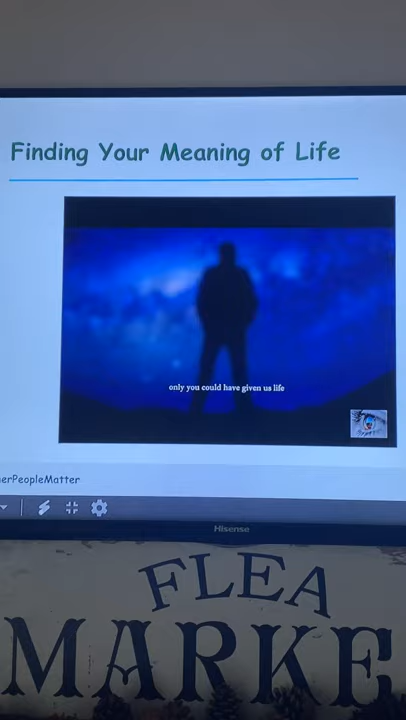 Finding Your Meaning of Life
only you could have given us life
erPeopleMatter
Hisense
FLEA
MARKE